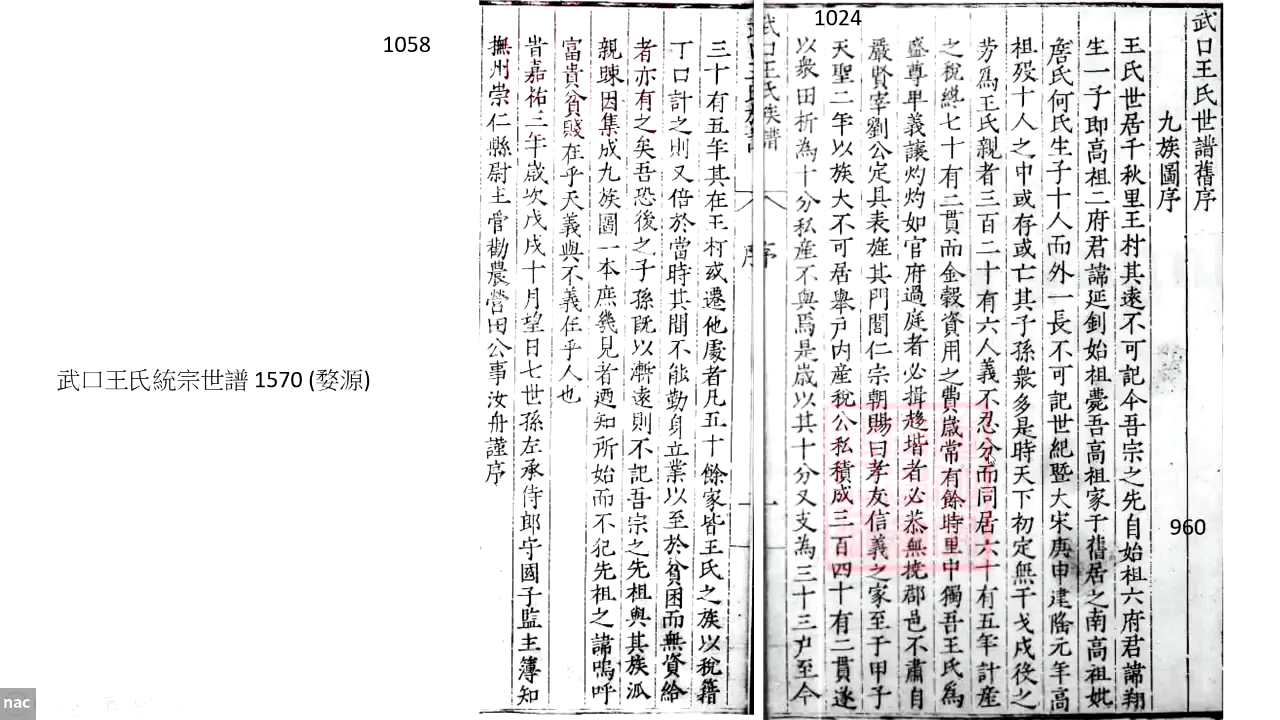 武口王氏世譜舊序
九族圖序
王氏世居千秋里王村其遠不可記今吾宗之先自始祖六府君諱翔
生一子即高祖二府君諱延釗始祖薨吾高祖家于舊居之南高祖妣
詹氏何氏生子十人而外一長不可記世紀暨大宋庚申建隆元年高
祖歿十人之中或存或亡其子孫衆多是時天下初定無干戈戍役之
勞爲王氏親者三百二十有六人義不忍分而同居六十有五年計產
之稅緡七十有二貫而金穀資用之費歲常有餘時里中獨吾王氏爲
盛尊卑義讓灼灼如官府過庭者必揖趍堦者必恭無撓郡邑不肅自
嚴賢宰劉公定具表旌其門閭仁宗朝賜曰孝友信義之家至于甲子
天聖二年以族大不可居舉戶内産稅公私積成三百四十有二貫遂
以衆田折為十分私産不與焉是歲以其十分又支為三十三戶至今
武口王氏族譜 序 一
三十有五年其在王村或遷他處者凡五十餘家皆王氏之族以稅籍
丁口計之則又倍於當時其間不能勤身立業以至於貧困而無資給
者亦有之矣吾恐後之子孫既以漸遠則不記吾宗之先祖與其族派
親踈因集成九族圖一本庶幾見者廼知所始而不犯先祖之諱嗚呼
富貴貧賤在乎天義與不義在乎人也
旹嘉祐三年歲次戊戌十月望日七世孫左承侍郎守國子監主簿知
撫州崇仁縣尉主管勸農營田公事汝舟謹序
1024
960
1058
武口王氏統宗世譜 1570 (婺源)
nac